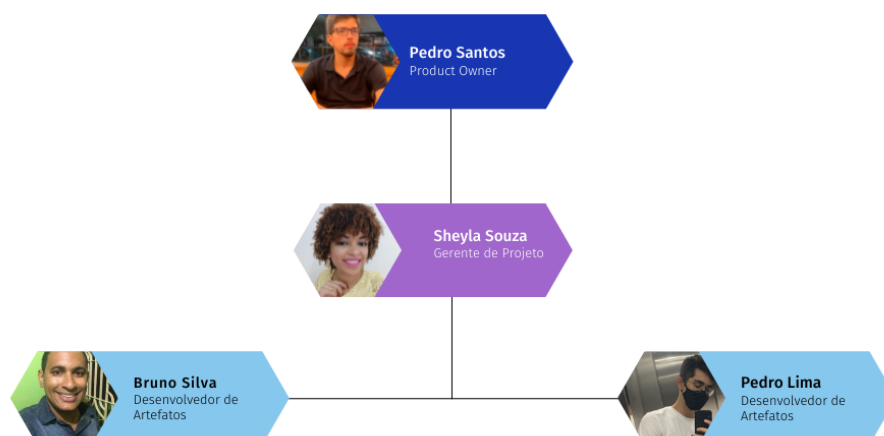 Pedro Santos
Product Owner
Sheyla Souza
Gerente de Projeto
Bruno Silva
Desenvolvedor de
Artefatos
Pedro Lima
Desenvolvedor de
Artefatos